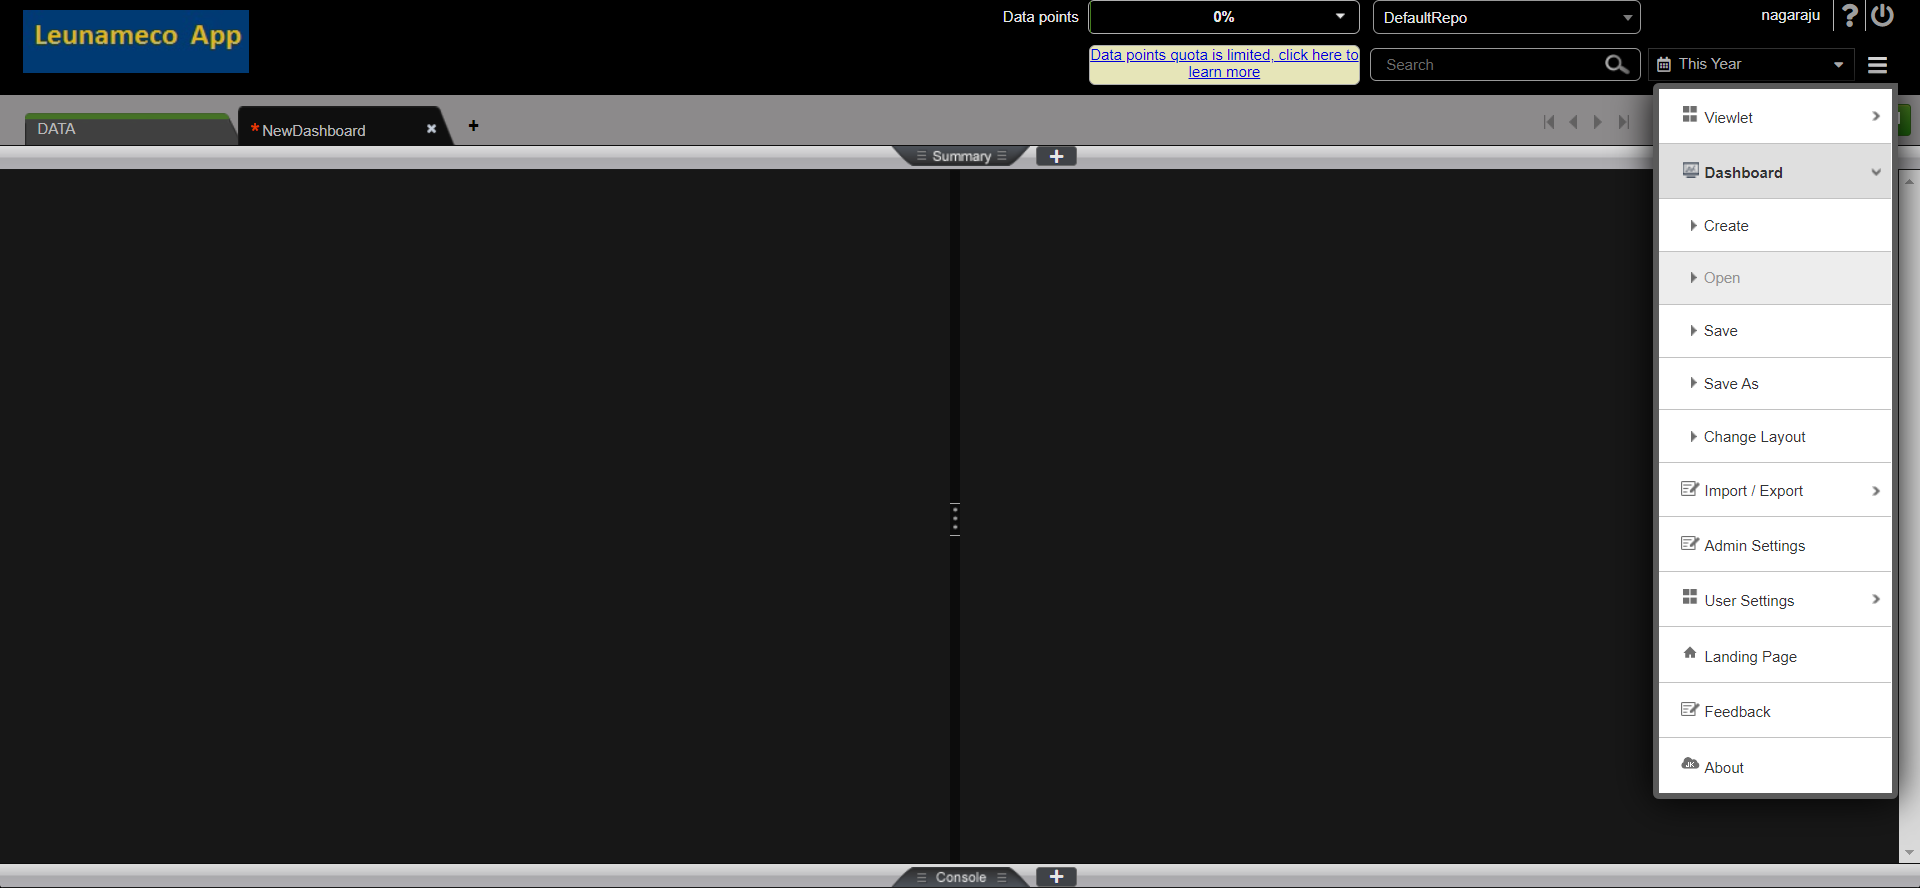 Leunameco App
Data points
0%
DefaultRepo
nagaraju
?
Data points quota is limited, click here to
learn more
Search
This Year
DATA
*NewDashboard
Summary
Viewlet
Dashboard
Create
Open
Save
Save As
Change Layout
Import / Export
Admin Settings
User Settings
Landing Page
Feedback
JK
About
Console